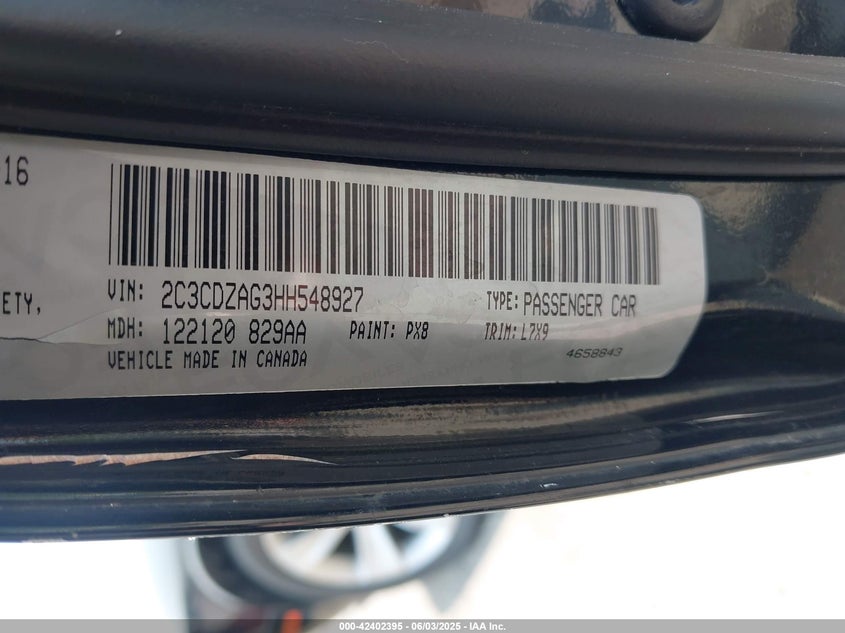 16
VIN: 2C3CDZAG3HH548927 TYPE: PASSENGER CAR
ETY,
MDH: 122120 829AA PAINT: PX8 TRIM: L7X9
VEHICLE MADE IN CANADA 4658843
000-42402395 - 06/03/2025 - IAA Inc.